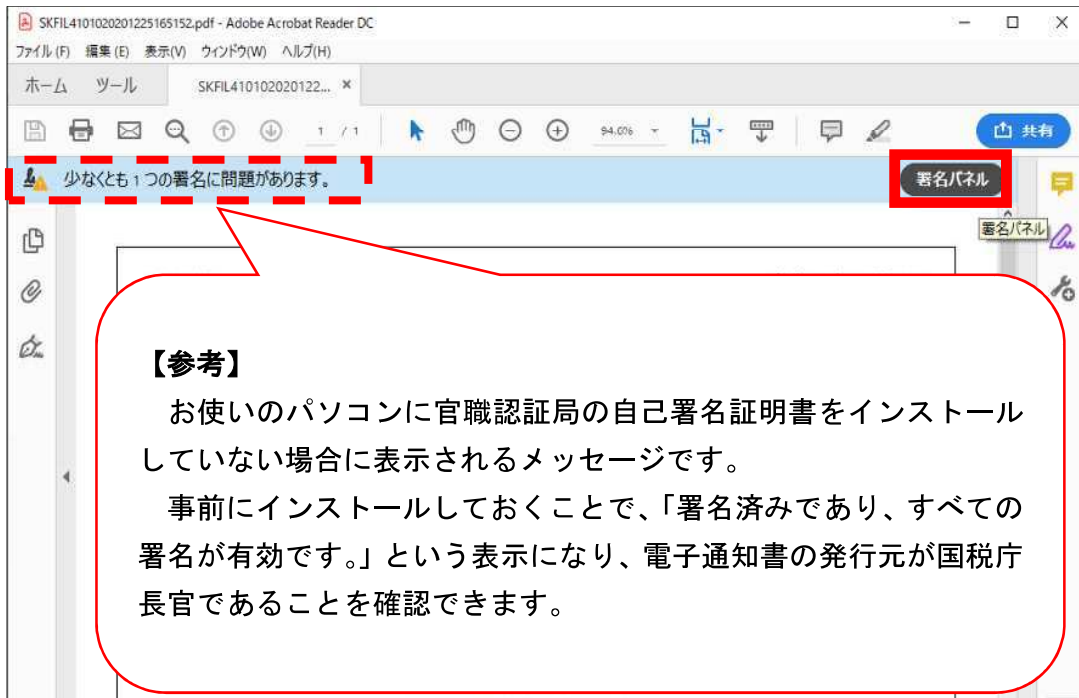 SKFIL4101020201225165152.pdf - Adobe Acrobat Reader DC
ファイル(F) 編集(E) 表示(V) ウィンドウ(W) ヘルプ(H)
ホーム ツール SKFIL410102020122... ×
1 / 1 94.0% 共有
少なくとも1つの署名に問題があります。 署名パネル
署名パネル
【参考】
お使いのパソコンに官職認証局の自己署名証明書をインストール
していない場合に表示されるメッセージです。
事前にインストールしておくことで、「署名済みであり、すべての
署名が有効です。」という表示になり、電子通知書の発行元が国税庁
長官であることを確認できます。